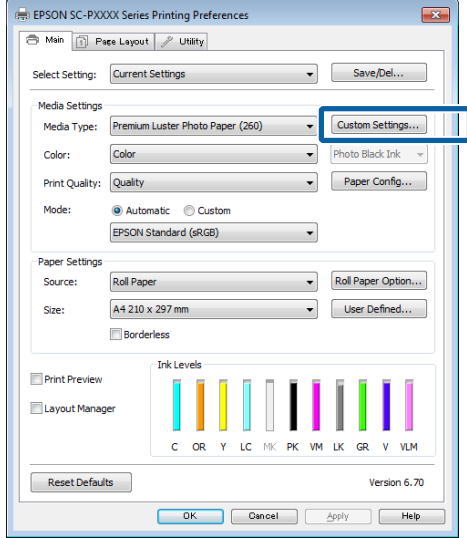 EPSON SC-PXXXX Series Printing Preferences
Main Page Layout Utility
Select Setting: Current Settings Save/Del...
Media Settings
Media Type: Premium Luster Photo Paper (260) Custom Settings...
Color: Color Photo Black Ink
Print Quality: Quality Paper Config...
Mode: Automatic Custom
EPSON Standard (sRGB)
Paper Settings
Source: Roll Paper Roll Paper Option...
Size: A4 210 x 297 mm User Defined...
Borderless
Ink Levels
Print Preview
Layout Manager
C OR Y LC MK PK VM LK GR V VLM
Reset Defaults Version 6.70
OK Cancel Apply Help